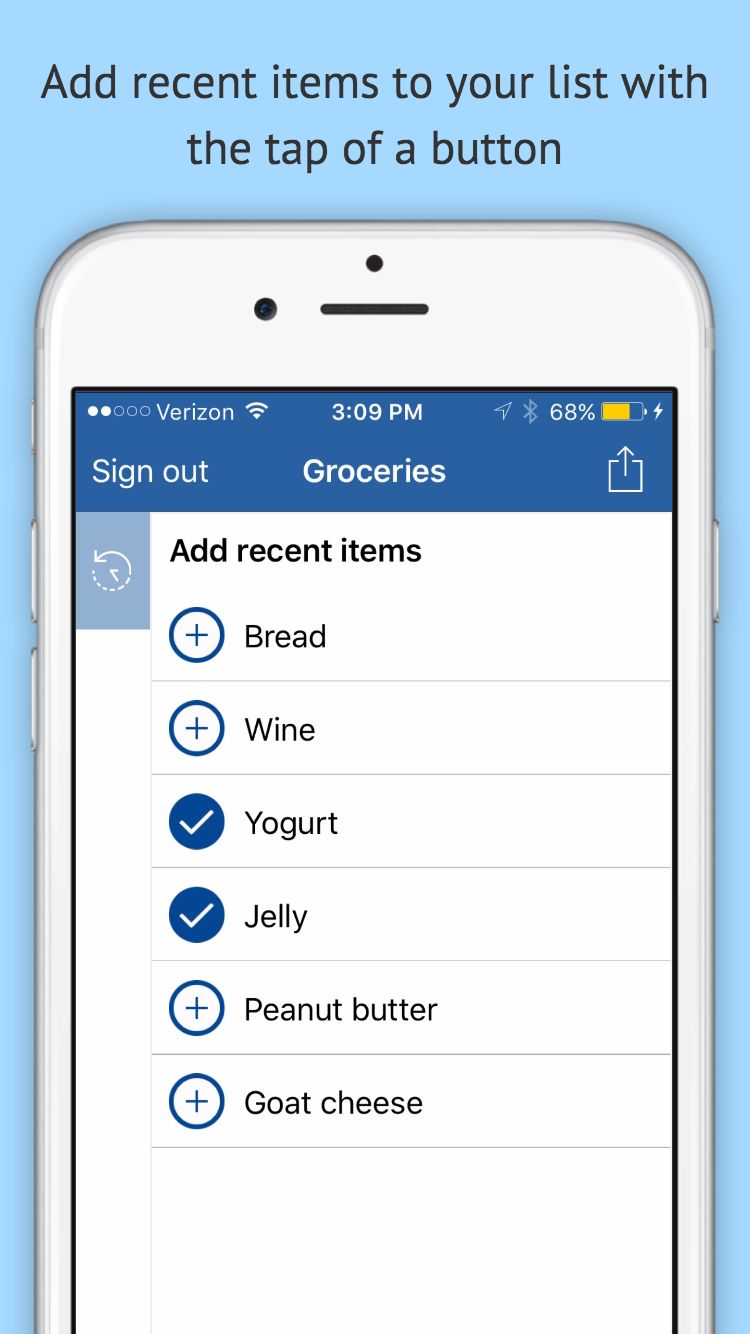 Add recent items to your list with
the tap of a button
Verizon 3:09 PM 68%
Sign out Groceries
Add recent items
Bread
Wine
Yogurt
Jelly
Peanut butter
Goat cheese